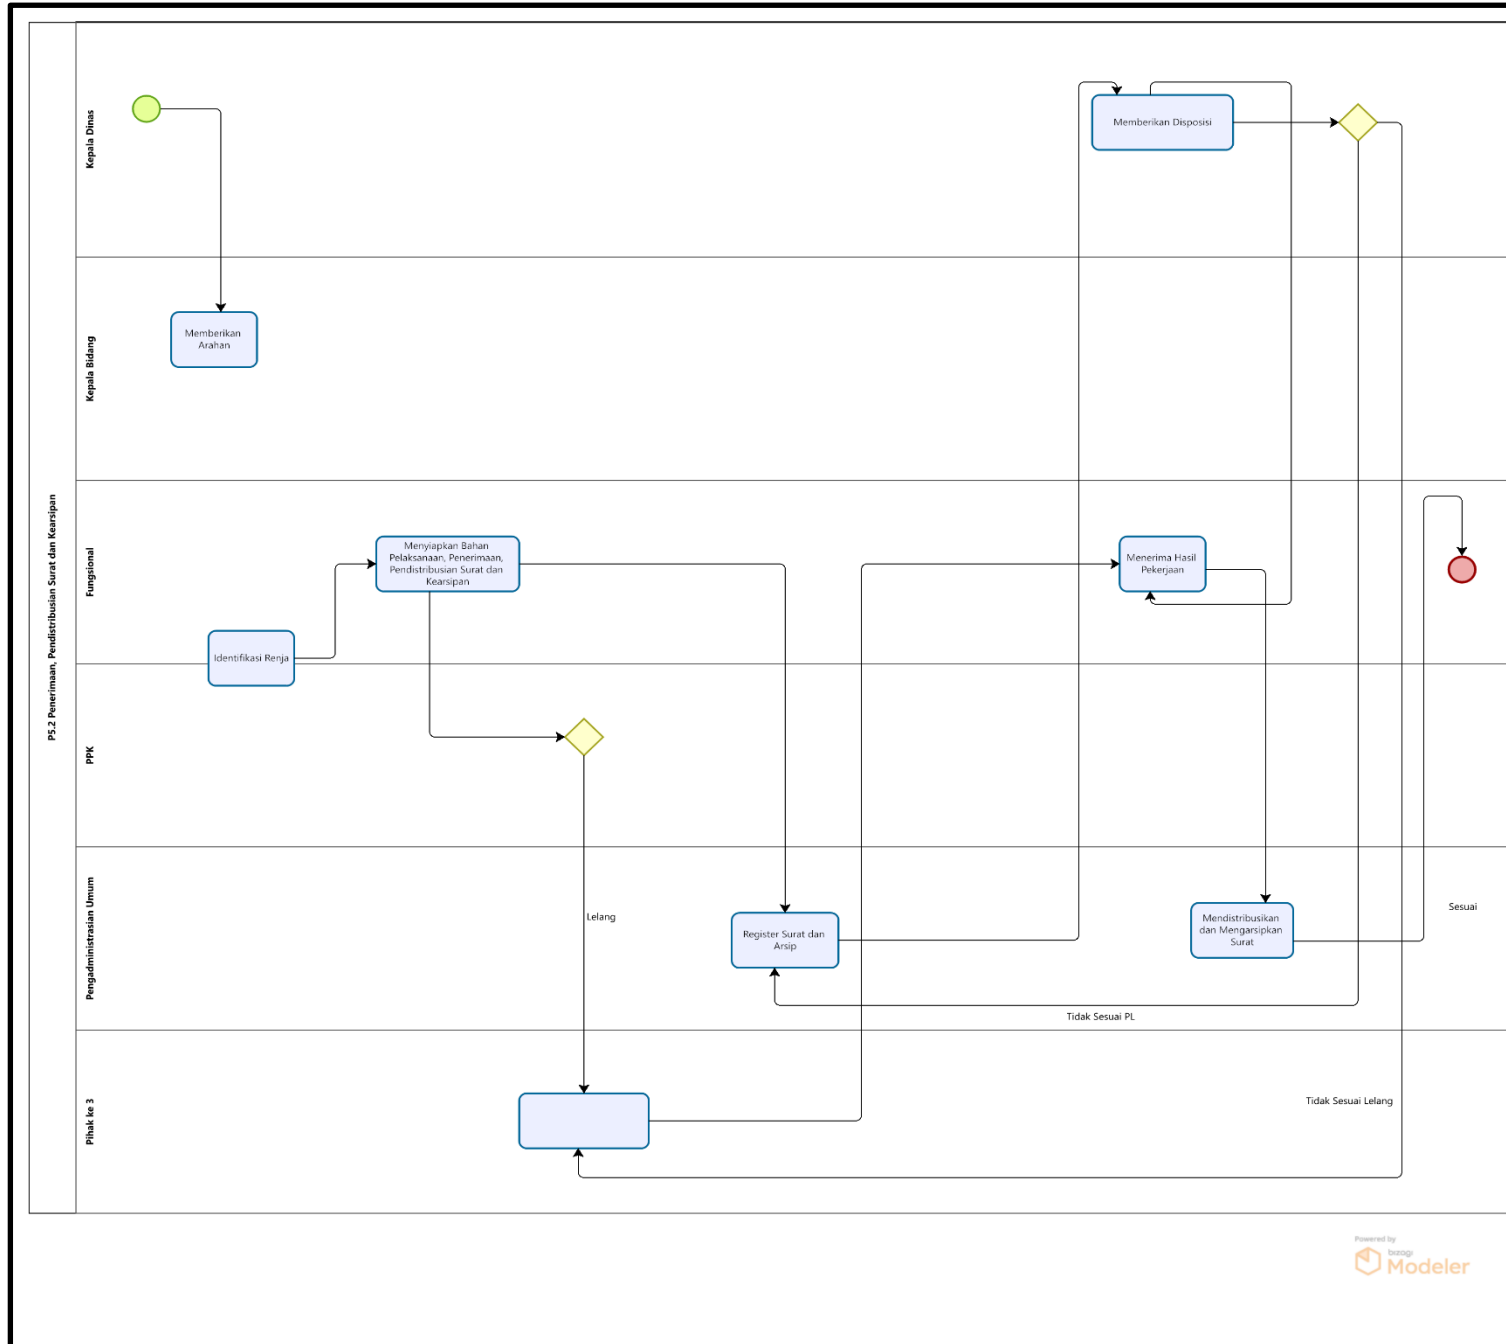 P5.2 Penerimaan, Pendistribusian Surat dan Kearsipan
Kepala Dinas
Memberikan Disposisi
Kepala Bidang
Memberikan
Arahan
Fungsional
Menyiapkan Bahan
Pelaksanaan, Penerimaan,
Pendistribusian Surat dan
Kearsipan
Menerima Hasil
Pekerjaan
Identifikasi Renja
PPK
Pengadministrasian Umum
Lelang
Register Surat dan
Arsip
Mendistribusikan
dan Mengarsipkan
Surat
Sesuai
Tidak Sesuai PL
Pihak ke 3
Tidak Sesuai Lelang
Powered by
bizagi
Modeler